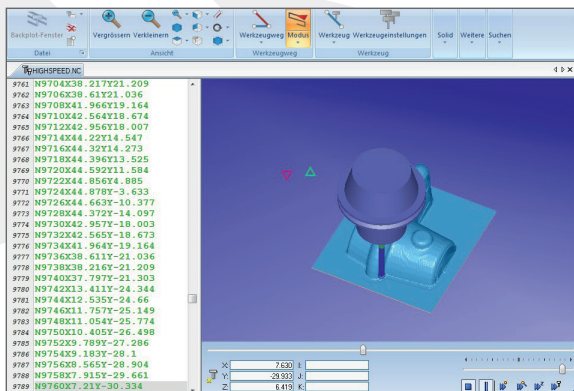 Backplot-Fenster
Vergrössern Verkleinern
Werkzeugweg Modus
Werkzeug Werkzeugeinstellungen
Solid Weitere Suchen
Datei Ansicht Werkzeugweg Werkzeug
HIGHSPEED.NC
9761 N9704X38.217Y21.209
9762 N9706X38.61Y21.036
9763 N9708X41.966Y19.164
9764 N9710X42.564Y18.674
9765 N9712X42.956Y18.007
9766 N9714X44.22Y14.547
9767 N9716X44.32Y14.273
9768 N9718X44.396Y13.525
9769 N9720X44.592Y11.584
9770 N9722X44.856Y4.885
9771 N9724X44.878Y-3.633
9772 N9726X44.663Y-10.377
9773 N9728X44.372Y-14.097
9774 N9730X42.957Y-18.003
9775 N9732X42.565Y-18.673
9776 N9734X41.964Y-19.164
9777 N9736X38.611Y-21.036
9778 N9738X38.216Y-21.209
9779 N9740X37.797Y-21.303
9780 N9742X13.411Y-24.344
9781 N9744X12.535Y-24.66
9782 N9746X11.757Y-25.149
9783 N9748X11.054Y-25.774
9784 N9750X10.405Y-26.498
9785 N9752X9.789Y-27.286
9786 N9754X9.183Y-28.1
9787 N9756X8.565Y-28.904
9788 N9758X7.915Y-29.661
9789 N9760X7.21Y-30.334
X: 7.630 I:
Y: -29.933 J:
Z: 6.419 K: